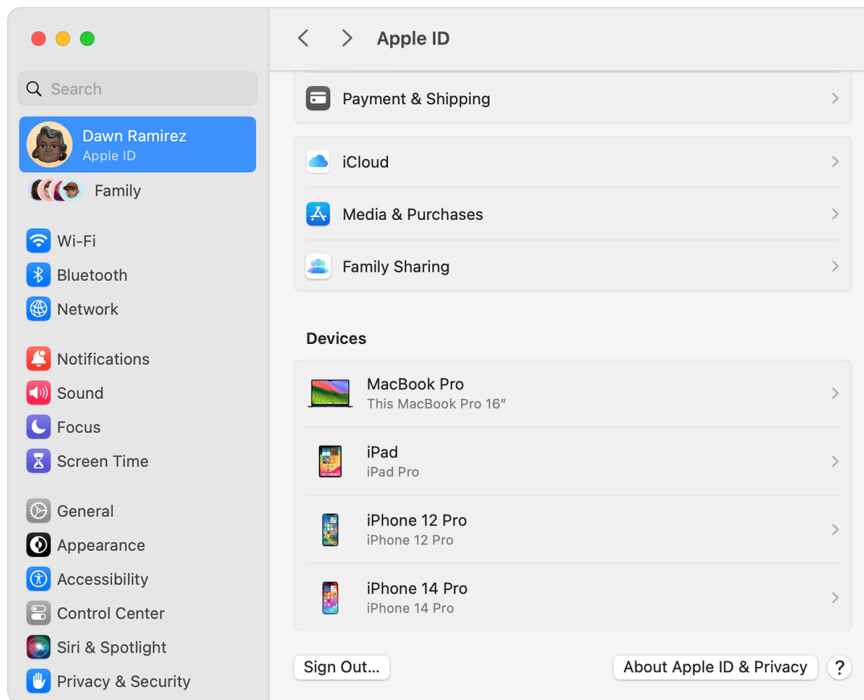 Apple ID
Search
Dawn Ramirez
Apple ID
Family
Wi-Fi
Bluetooth
Network
Notifications
Sound
Focus
Screen Time
General
Appearance
Accessibility
Control Center
Siri & Spotlight
Privacy & Security
Payment & Shipping
iCloud
Media & Purchases
Family Sharing
Devices
MacBook Pro
This MacBook Pro 16″
iPad
iPad Pro
iPhone 12 Pro
iPhone 12 Pro
iPhone 14 Pro
iPhone 14 Pro
Sign Out...
About Apple ID & Privacy
?